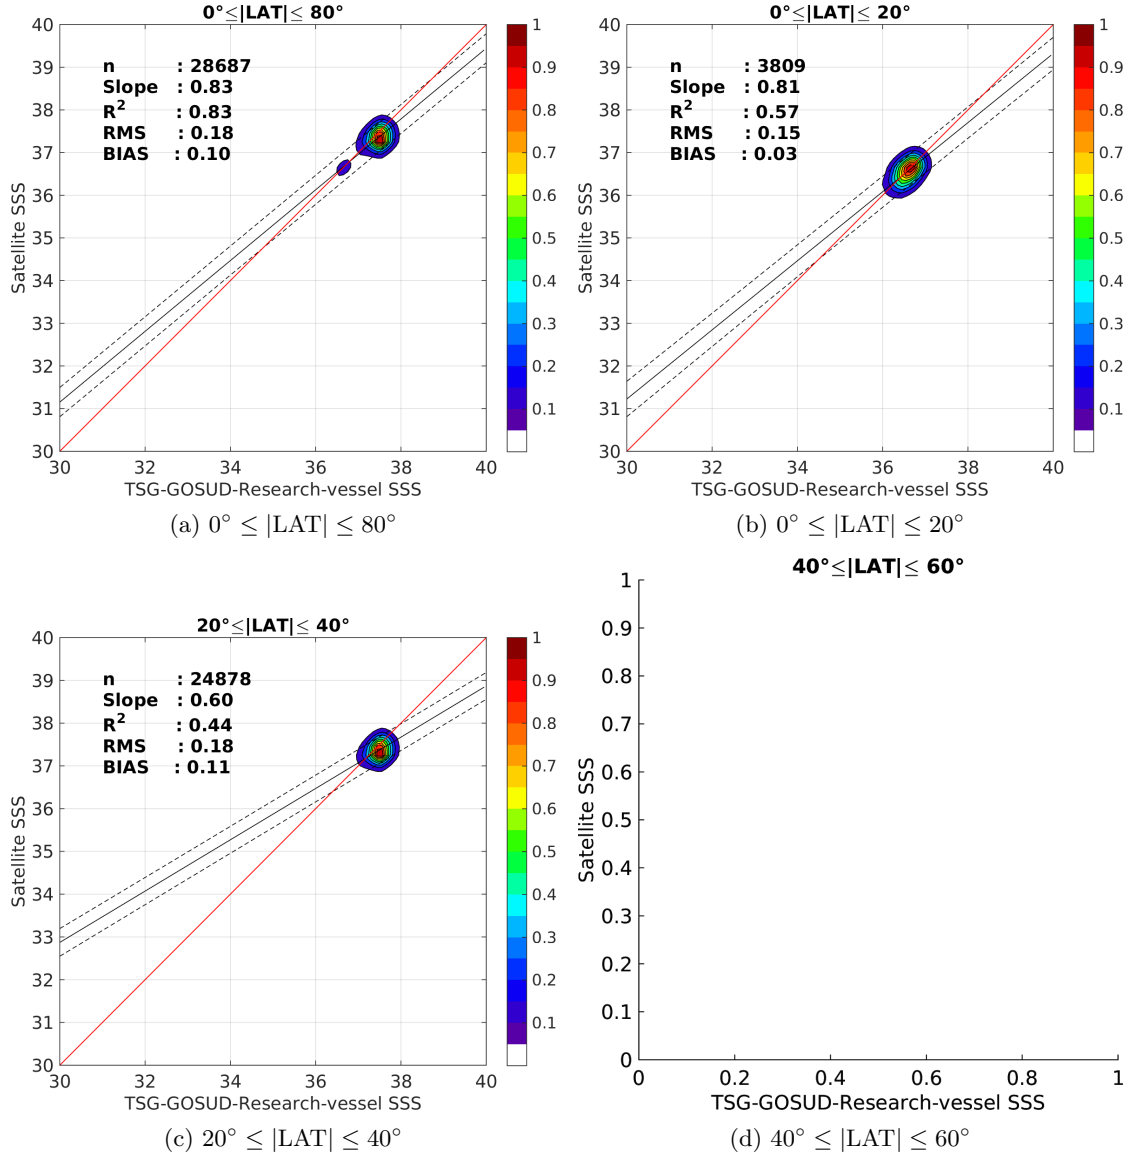 0°≤|LAT|≤ 80°
n : 28687
Slope : 0.83
R² : 0.83
RMS : 0.18
BIAS : 0.10
40
39
38
37
36
35
34
33
32
31
30
Satellite SSS
30 32 34 36 38 40
TSG-GOSUD-Research-vessel SSS
1
0.9
0.8
0.7
0.6
0.5
0.4
0.3
0.2
0.1
(a) 0° ≤ |LAT| ≤ 80°
0°≤|LAT|≤ 20°
n : 3809
Slope : 0.81
R² : 0.57
RMS : 0.15
BIAS : 0.03
40
39
38
37
36
35
34
33
32
31
30
Satellite SSS
30 32 34 36 38 40
TSG-GOSUD-Research-vessel SSS
1
0.9
0.8
0.7
0.6
0.5
0.4
0.3
0.2
0.1
(b) 0° ≤ |LAT| ≤ 20°
20°≤|LAT|≤ 40°
n : 24878
Slope : 0.60
R² : 0.44
RMS : 0.18
BIAS : 0.11
40
39
38
37
36
35
34
33
32
31
30
Satellite SSS
30 32 34 36 38 40
TSG-GOSUD-Research-vessel SSS
1
0.9
0.8
0.7
0.6
0.5
0.4
0.3
0.2
0.1
(c) 20° ≤ |LAT| ≤ 40°
40°≤|LAT|≤ 60°
1
0.9
0.8
0.7
0.6
0.5
0.4
0.3
0.2
0.1
0
Satellite SSS
0 0.2 0.4 0.6 0.8 1
TSG-GOSUD-Research-vessel SSS
(d) 40° ≤ |LAT| ≤ 60°